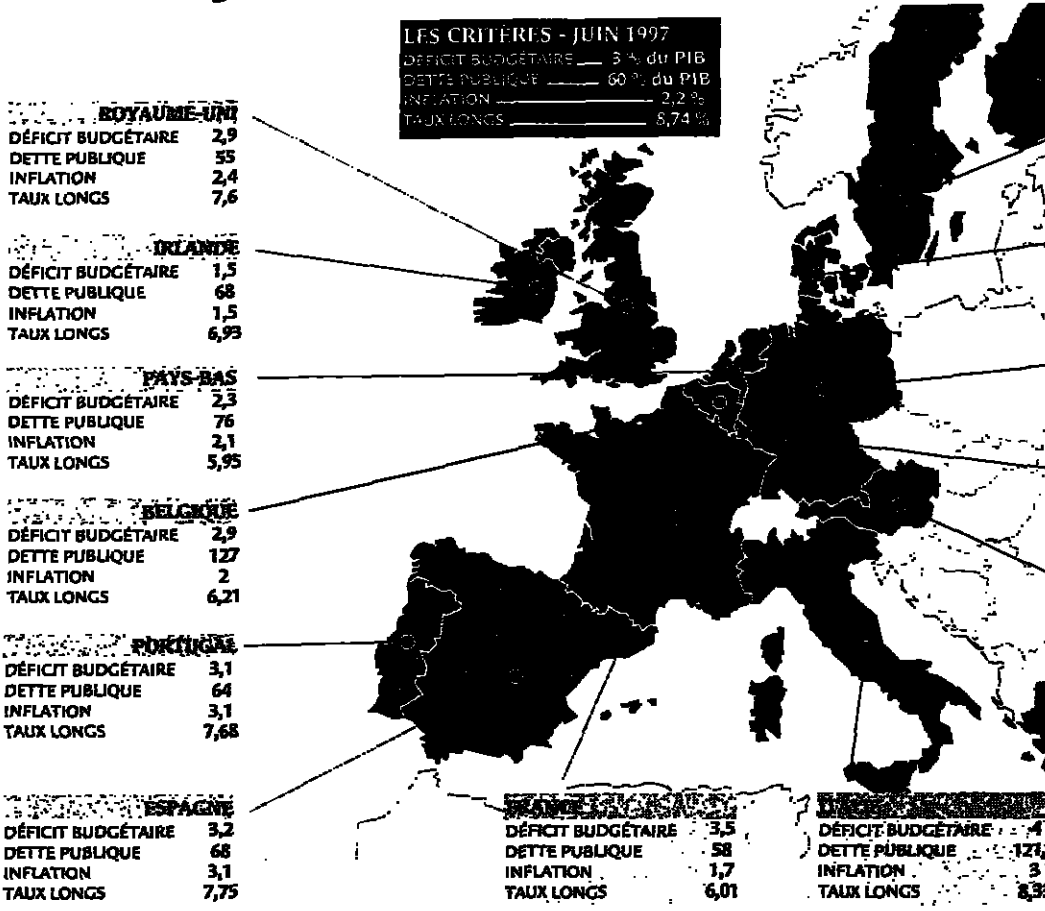 LES CRITÈRES - JUIN 1997
DÉFICIT BUDGÉTAIRE 3 % du PIB
DETTE PUBLIQUE 60 % du PIB
INFLATION 2,2 %
TAUX LONGS 8,74 %
ROYAUME-UNI
DÉFICIT BUDGÉTAIRE 2,9
DETTE PUBLIQUE 55
INFLATION 2,4
TAUX LONGS 7,6
IRLANDE
DÉFICIT BUDGÉTAIRE 1,5
DETTE PUBLIQUE 68
INFLATION 1,5
TAUX LONGS 6,93
PAYS-BAS
DÉFICIT BUDGÉTAIRE 2,3
DETTE PUBLIQUE 76
INFLATION 2,1
TAUX LONGS 5,95
BELGIQUE
DÉFICIT BUDGÉTAIRE 2,9
DETTE PUBLIQUE 127
INFLATION 2
TAUX LONGS 6,21
PORTUGAL
DÉFICIT BUDGÉTAIRE 3,1
DETTE PUBLIQUE 64
INFLATION 3,1
TAUX LONGS 7,68
ESPAGNE
DÉFICIT BUDGÉTAIRE 3,2
DETTE PUBLIQUE 68
INFLATION 3,1
TAUX LONGS 7,75
FRANCE
DÉFICIT BUDGÉTAIRE 3,5
DETTE PUBLIQUE 58
INFLATION 1,7
TAUX LONGS 6,01
DÉFICIT BUDGÉTAIRE 4
DETTE PUBLIQUE 121,
INFLATION 3
TAUX LONGS